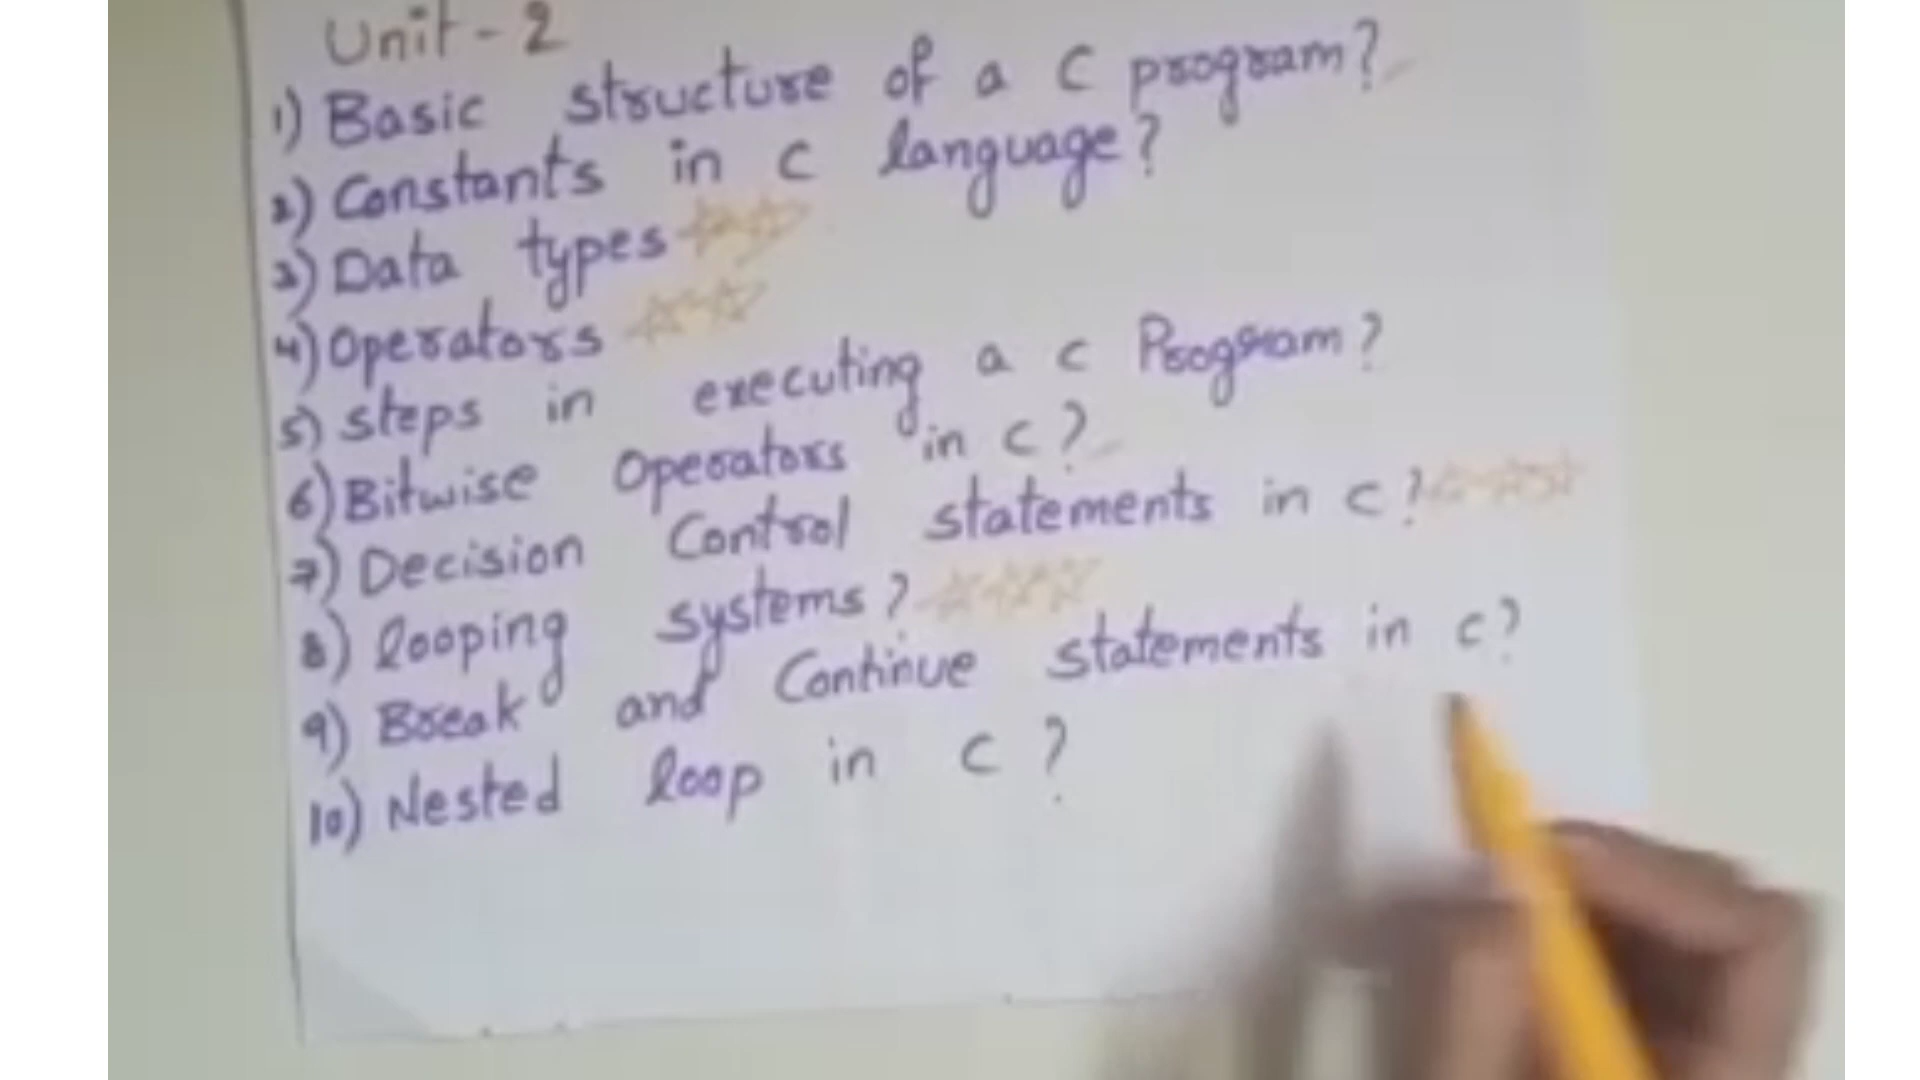 Unit - 2
1) Basic structure of a C program?
2) Constants in C language?
3) Data types
4) Operators
5) steps in executing a c Program?
6) Bitwise Operators in c?
7) Decision Control statements in c?
8) looping systems?
9) Break and Continue statements in c?
10) Nested loop in c?